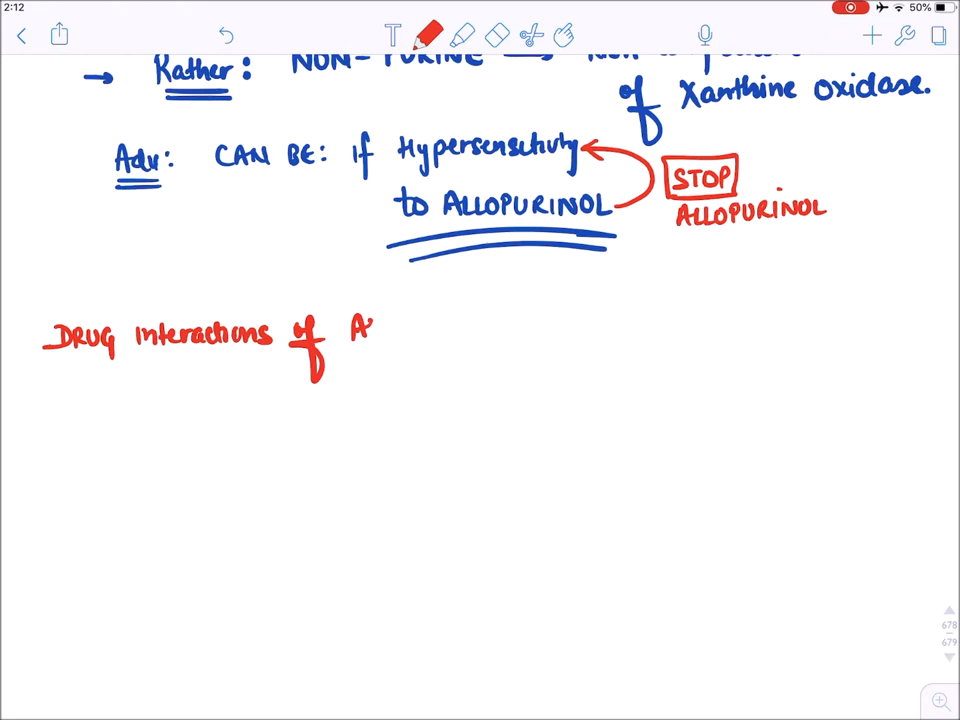 2:12
50%
→ Rather: NON-PURINE →
of Xanthine oxidase.
Adv: CAN BE: If Hypersensitivity
to ALLOPURINOL
STOP
ALLOPURINOL
DRUG Interactions of A
678
679